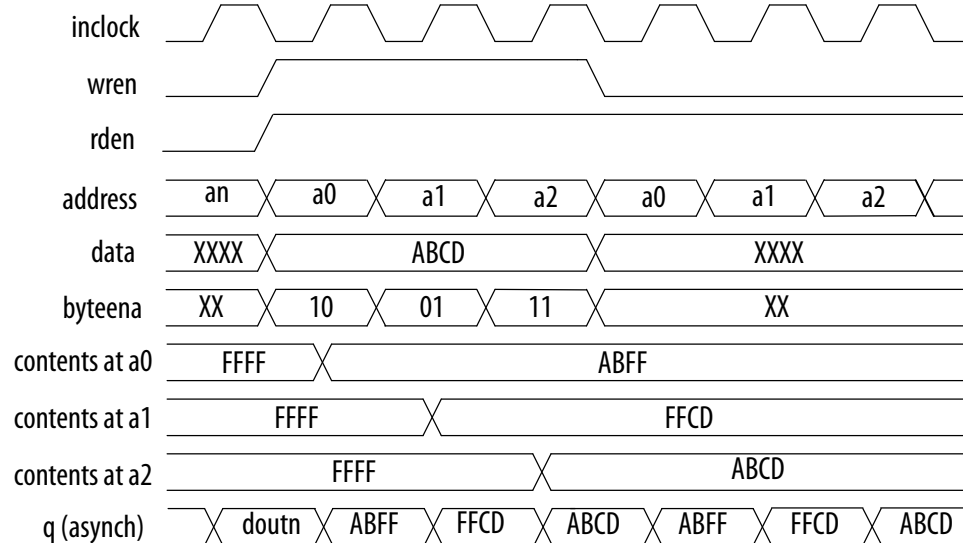 inclock
wren
rden
address an a0 a1 a2 a0 a1 a2
data XXXX ABCD XXXX
byteena XX 10 01 11 XX
contents at a0 FFFF ABFF
contents at a1 FFFF FFCD
contents at a2 FFFF ABCD
q (asynch) doutn ABFF FFCD ABCD ABFF FFCD ABCD